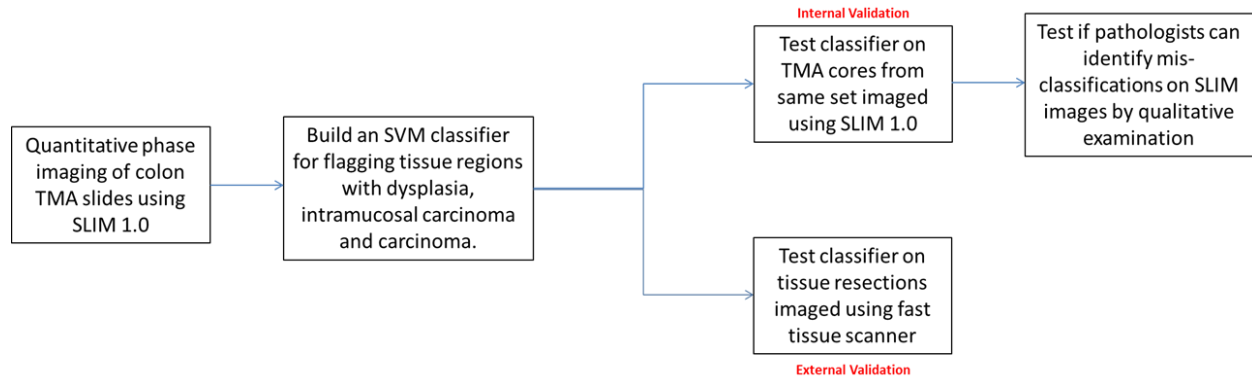 Quantitative phase
imaging of colon
TMA slides using
SLIM 1.0
Build an SVM classifier
for flagging tissue regions
with dysplasia,
intramucosal carcinoma
and carcinoma.
Internal Validation
Test classifier on
TMA cores from
same set imaged
using SLIM 1.0
Test if pathologists can
identify mis-
classifications on SLIM
images by qualitative
examination
Test classifier on
tissue resections
imaged using fast
tissue scanner
External Validation